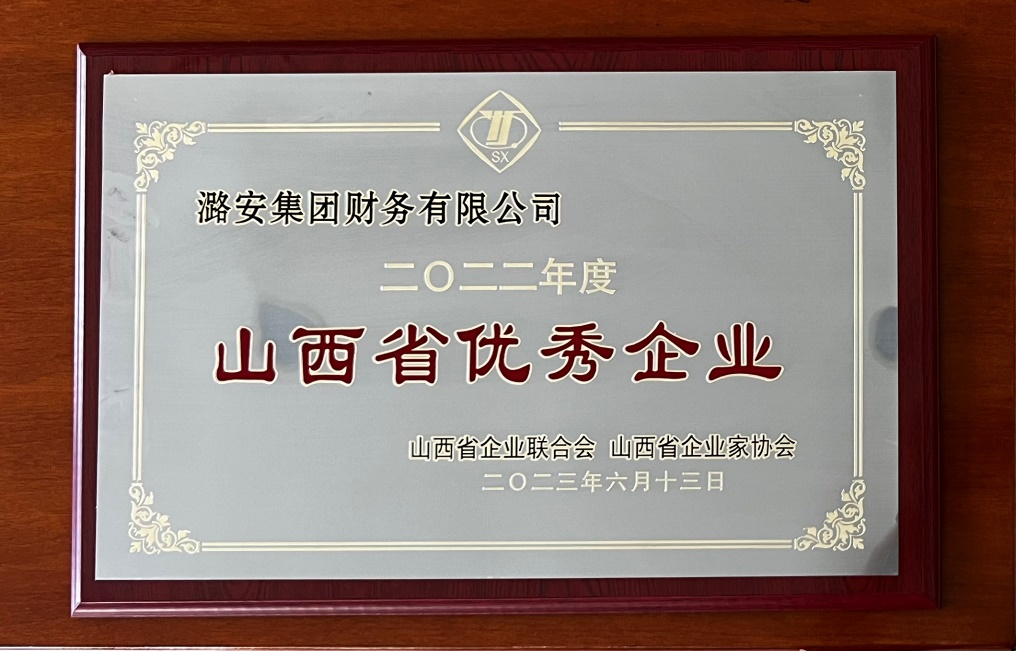 SX
潞安集团财务有限公司
二〇二二年度
山西省优秀企业
山西省企业联合会 山西省企业家协会
二〇二三年六月十三日